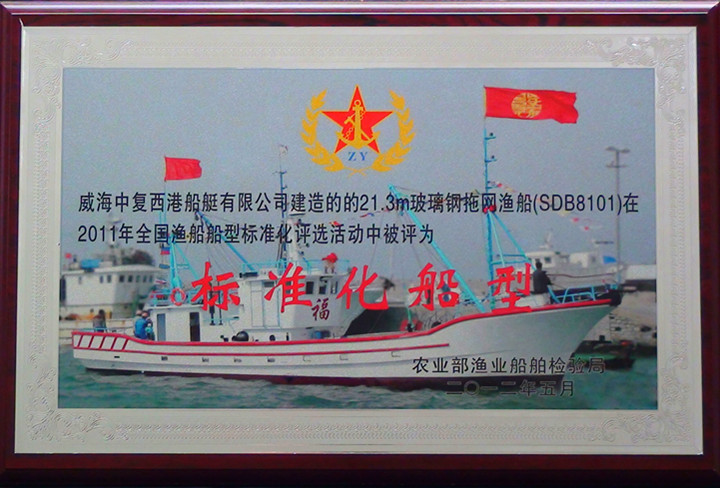 ZY
威海中复西港船艇有限公司建造的的21.3m玻璃钢拖网渔船(SDB8101)在
2011年全国渔船船型标准化评选活动中被评为
标准化船型
福
农业部渔业船舶检验局
二〇一二年五月